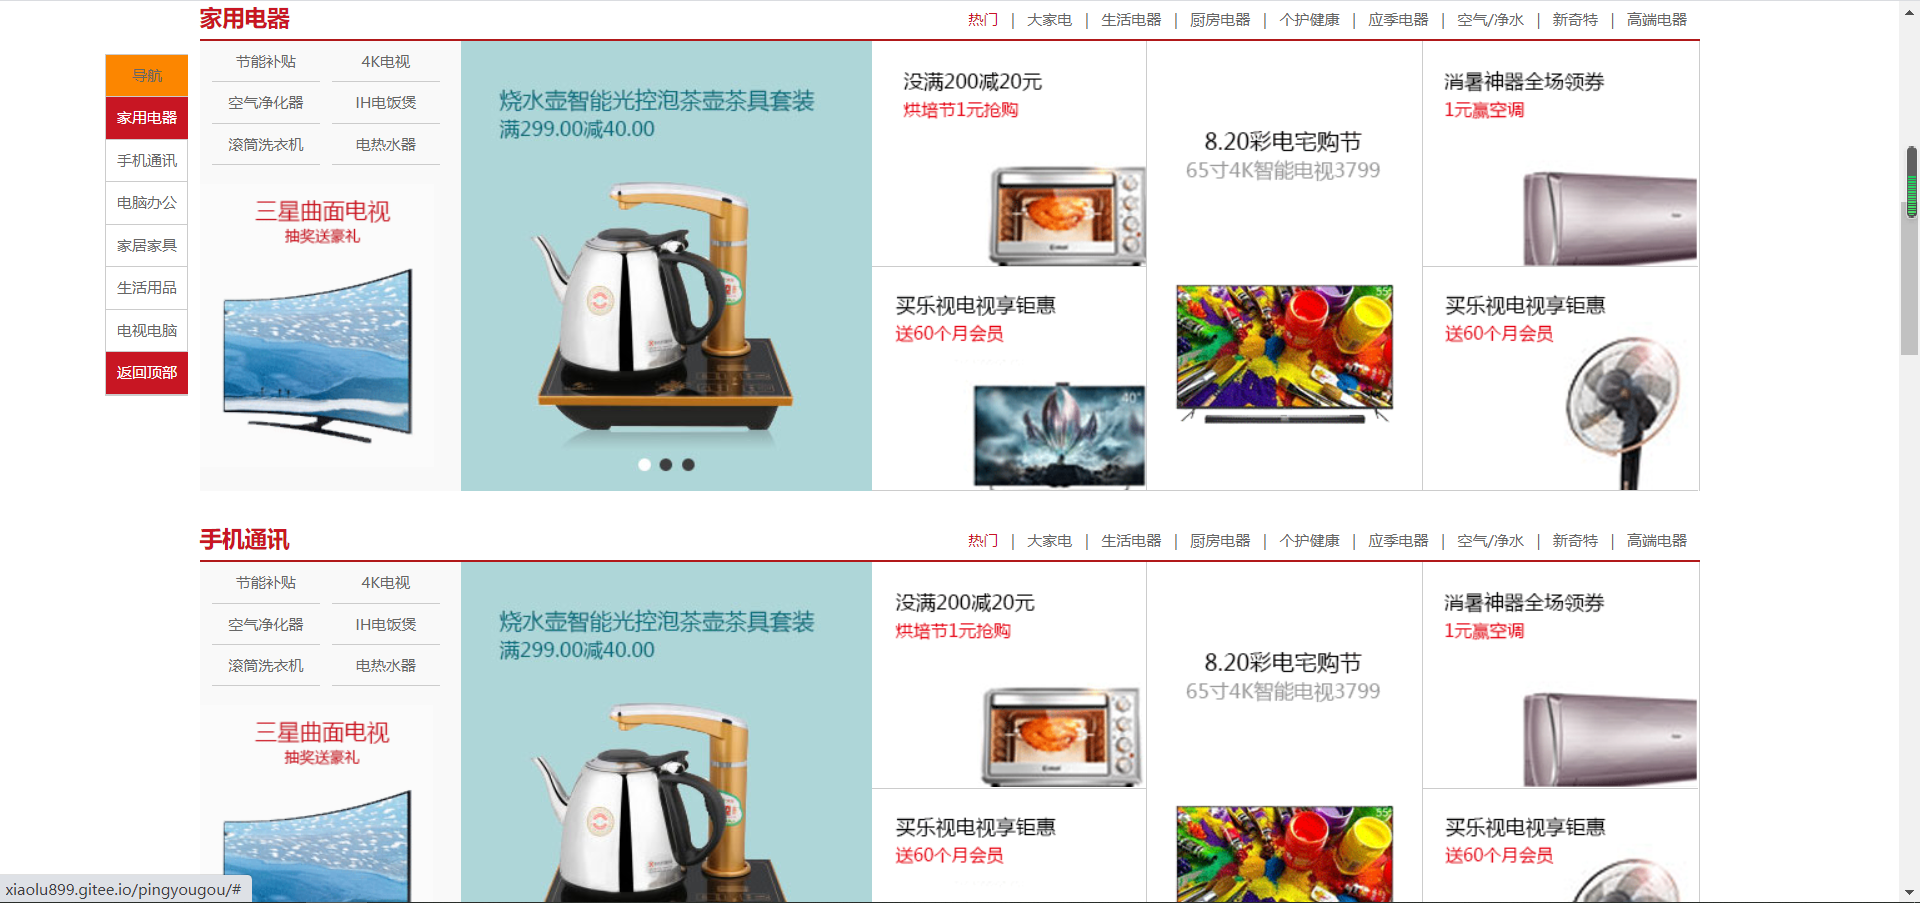 家用电器
热门 | 大家电 | 生活电器 | 厨房电器 | 个护健康 | 应季电器 | 空气/净水 | 新奇特 | 高端电器
导航
家用电器
手机通讯
电脑办公
家居家具
生活用品
电视电脑
返回顶部
节能补贴 4K电视
空气净化器 IH电饭煲
滚筒洗衣机 电热水器
三星曲面电视
抽奖送豪礼
烧水壶智能光控泡茶壶茶具套装
满299.00减40.00
没满200减20元
烘培节1元抢购
买乐视电视享钜惠
送60个月会员
40"
8.20彩电宅购节
65寸4K智能电视3799
55"
消暑神器全场领券
1元赢空调
买乐视电视享钜惠
送60个月会员
手机通讯
热门 | 大家电 | 生活电器 | 厨房电器 | 个护健康 | 应季电器 | 空气/净水 | 新奇特 | 高端电器
节能补贴 4K电视
空气净化器 IH电饭煲
滚筒洗衣机 电热水器
三星曲面电视
抽奖送豪礼
烧水壶智能光控泡茶壶茶具套装
满299.00减40.00
没满200减20元
烘培节1元抢购
买乐视电视享钜惠
送60个月会员
8.20彩电宅购节
65寸4K智能电视3799
55"
消暑神器全场领券
1元赢空调
买乐视电视享钜惠
送60个月会员
xiaolu899.gitee.io/pingyougou/#